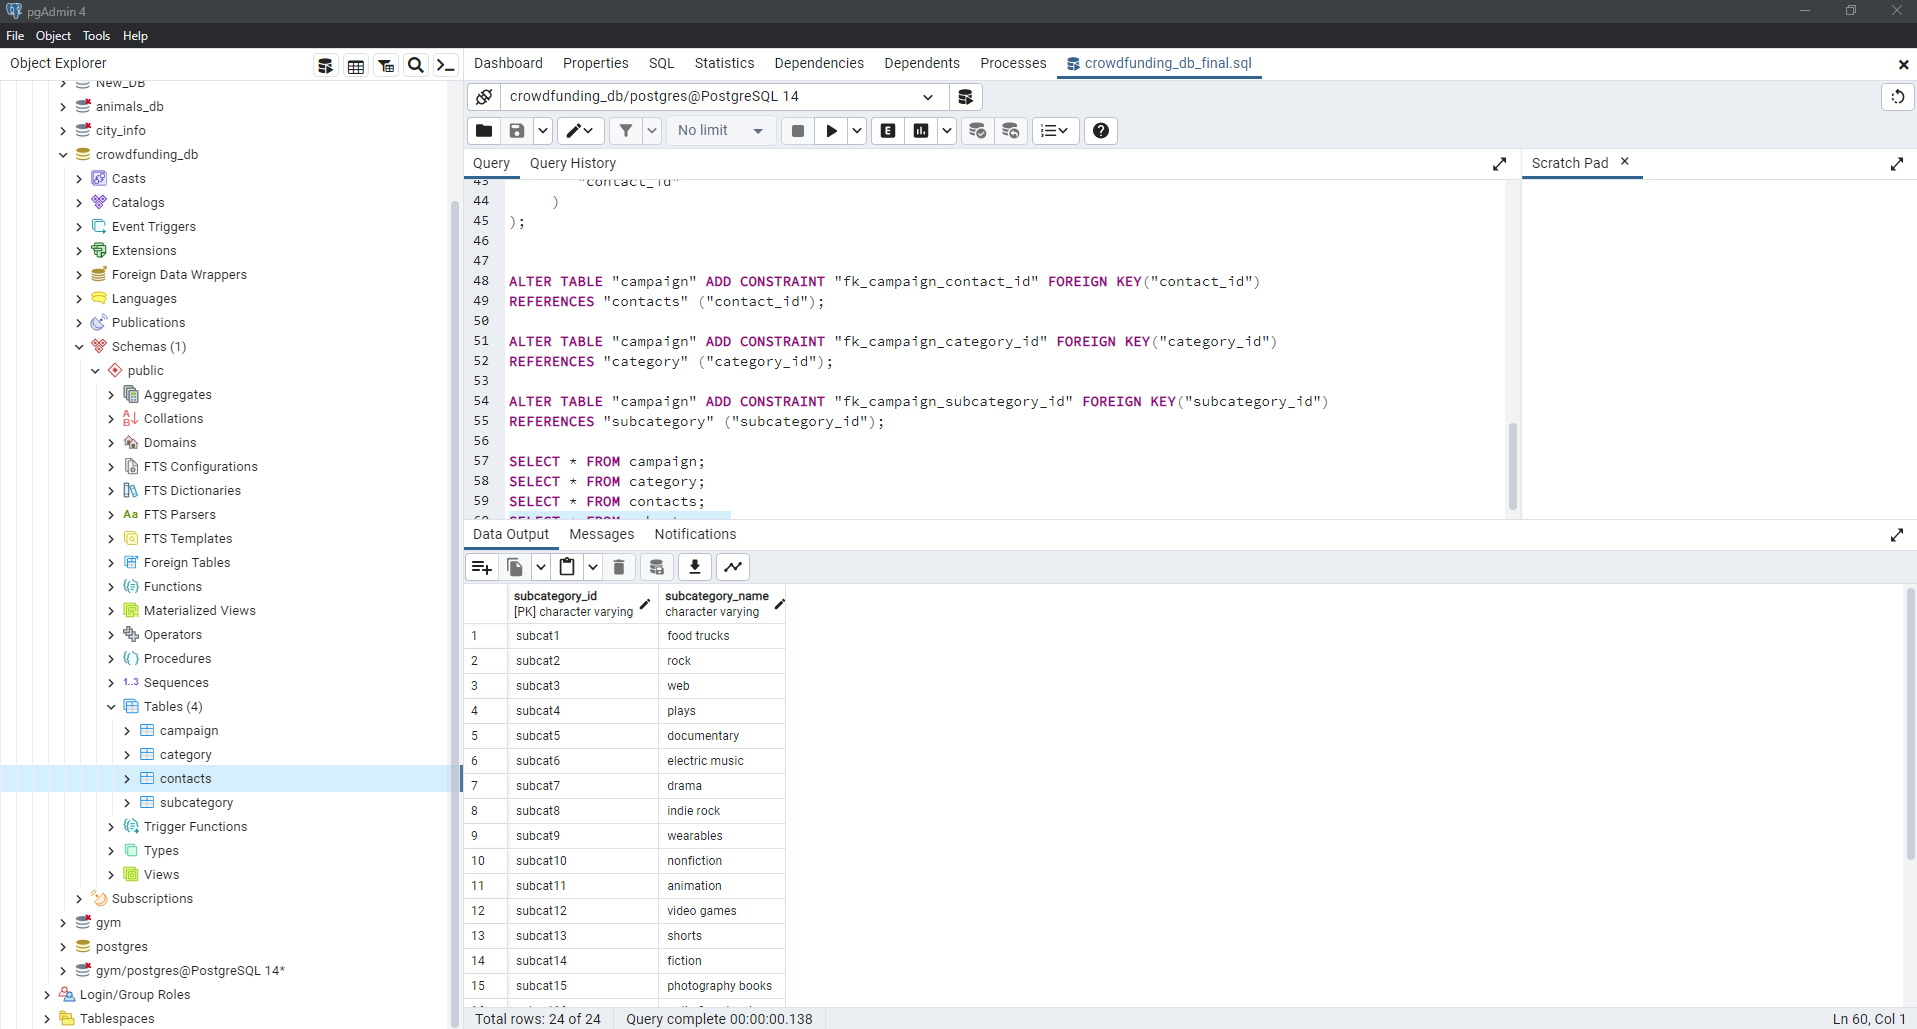 pgAdmin 4
File Object Tools Help
Object Explorer
New_DB
animals_db
city_info
crowdfunding_db
Casts
Catalogs
Event Triggers
Extensions
Foreign Data Wrappers
Languages
Publications
Schemas (1)
public
Aggregates
Collations
Domains
FTS Configurations
FTS Dictionaries
FTS Parsers
FTS Templates
Foreign Tables
Functions
Materialized Views
Operators
Procedures
1..3 Sequences
Tables (4)
campaign
category
contacts
subcategory
Trigger Functions
Types
Views
Subscriptions
gym
postgres
gym/postgres@PostgreSQL 14*
Login/Group Roles
Tablespaces
Dashboard Properties SQL Statistics Dependencies Dependents Processes crowdfunding_db_final.sql
crowdfunding_db/postgres@PostgreSQL 14
No limit
Query Query History
Scratch Pad
43 "contact_id"
44 )
45 );
46
47
48 ALTER TABLE "campaign" ADD CONSTRAINT "fk_campaign_contact_id" FOREIGN KEY("contact_id")
49 REFERENCES "contacts" ("contact_id");
50
51 ALTER TABLE "campaign" ADD CONSTRAINT "fk_campaign_category_id" FOREIGN KEY("category_id")
52 REFERENCES "category" ("category_id");
53
54 ALTER TABLE "campaign" ADD CONSTRAINT "fk_campaign_subcategory_id" FOREIGN KEY("subcategory_id")
55 REFERENCES "subcategory" ("subcategory_id");
56
57 SELECT * FROM campaign;
58 SELECT * FROM category;
59 SELECT * FROM contacts;
60 SELECT * FROM
Data Output Messages Notifications
subcategory_id subcategory_name
[PK] character varying character varying
1 subcat1 food trucks
2 subcat2 rock
3 subcat3 web
4 subcat4 plays
5 subcat5 documentary
6 subcat6 electric music
7 subcat7 drama
8 subcat8 indie rock
9 subcat9 wearables
10 subcat10 nonfiction
11 subcat11 animation
12 subcat12 video games
13 subcat13 shorts
14 subcat14 fiction
15 subcat15 photography books
Total rows: 24 of 24 Query complete 00:00:00.138
Ln 60, Col 1